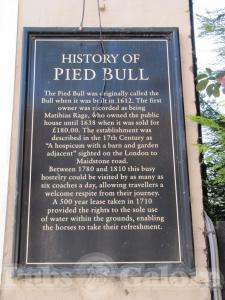 HISTORY OF
PIED BULL
The Pied Bull was originally called the
Bull when it was built in 1612. The first
owner was recorded as being
Matthias Rage, who owned the public
house until 1638 when it was sold for
£180.00. The establishment was
described in the 17th Century as
"A hospicum with a barn and garden
adjacent" sighted on the London to
Maidstone road.
Between 1780 and 1810 this busy
hostelry could be visited by as many as
six coaches a day, allowing travellers a
welcome respite from their journey.
A 500 year lease taken in 1710
provided the rights to the sole use
of water within the grounds, enabling
the horses to take their refreshment.